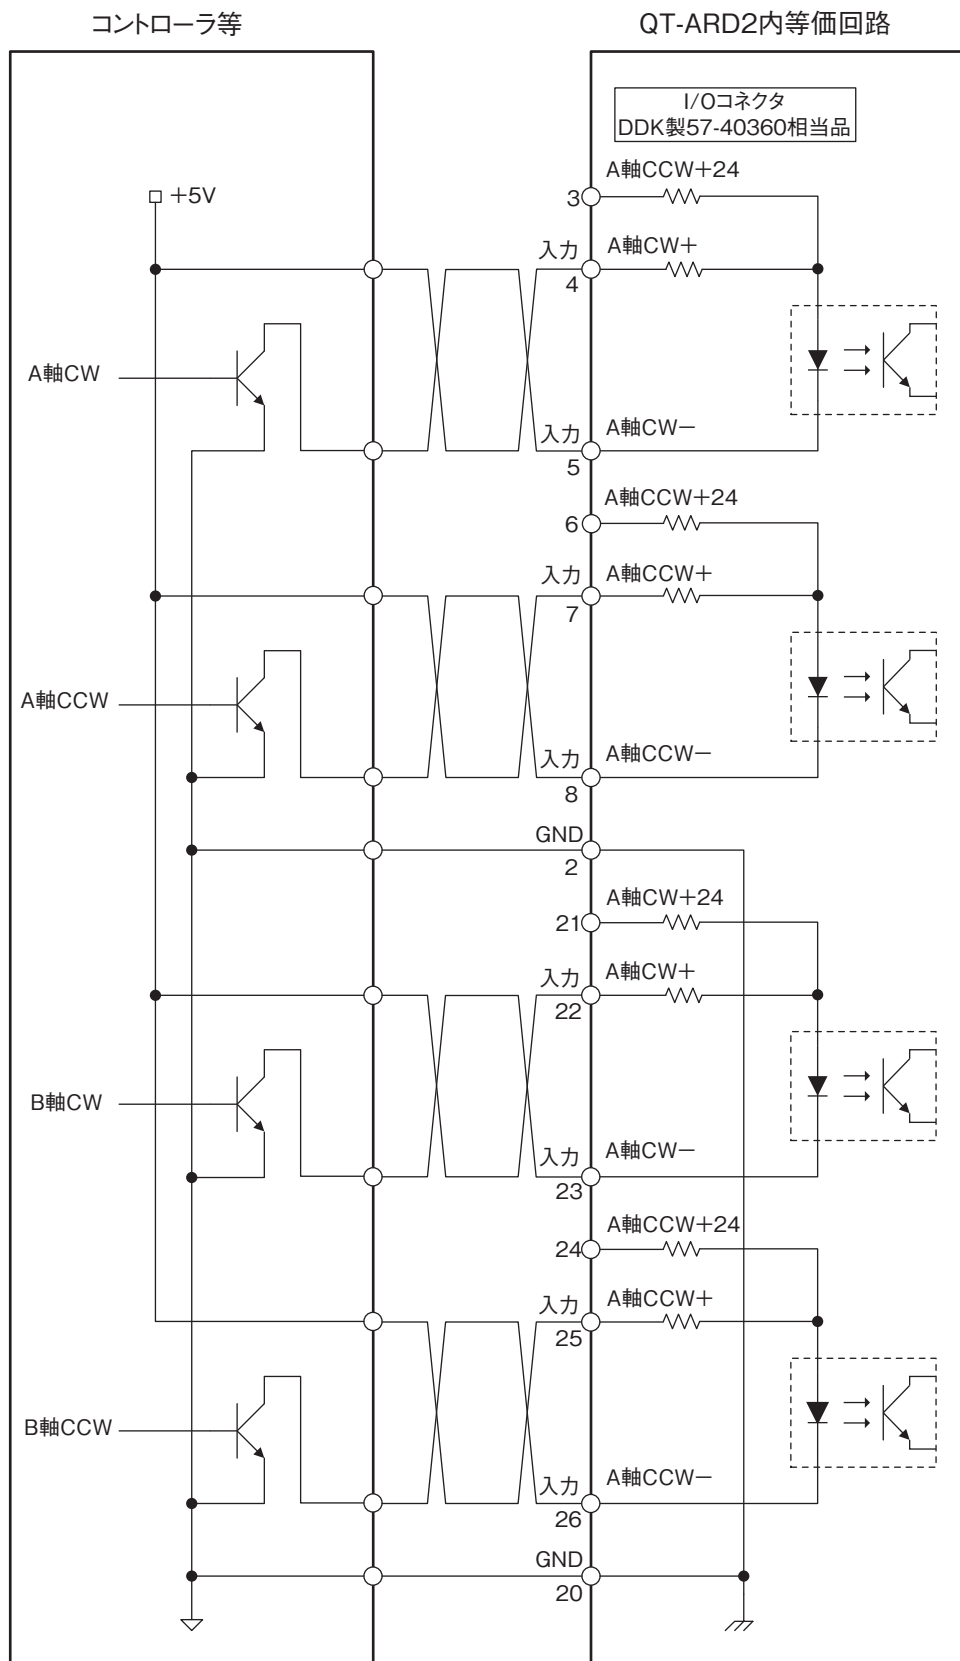 コントローラ等
QT-ARD2内等価回路
I/Oコネクタ
DDK製57-40360相当品
A軸CCW+24
3
+5V
入力
A軸CW+
4
A軸CW
入力
A軸CW−
5
A軸CCW+24
6
入力
A軸CCW+
7
A軸CCW
入力
A軸CCW−
8
GND
2
A軸CW+24
21
入力
A軸CW+
22
B軸CW
入力
A軸CW−
23
A軸CCW+24
24
入力
A軸CCW+
25
B軸CCW
入力
A軸CCW−
26
GND
20